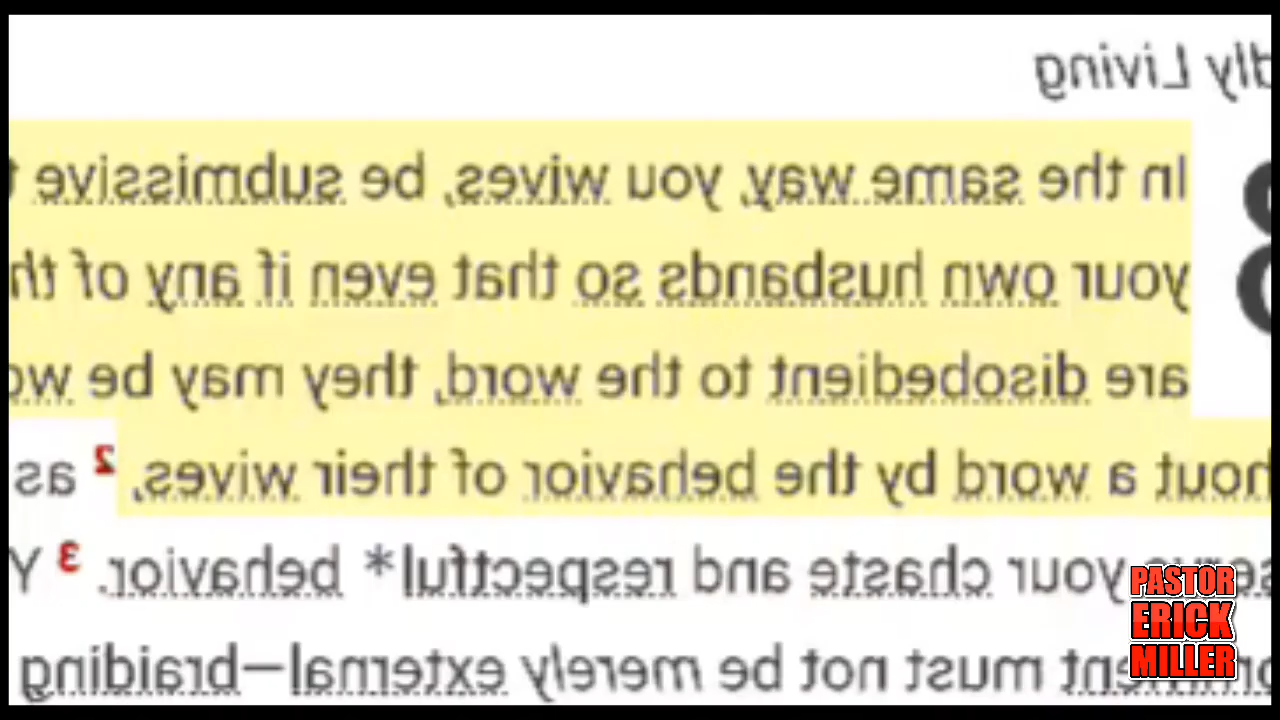 dly Living
In the same way, you wives, be submissive
your own husbands so that even if any of th
are disobedient to the word, they may be wo
hout a word by the behavior of their wives, 2 as
your chaste and respectful* behavior. 3 Y
must not be merely external—braiding
PASTOR
ERICK
MILLER